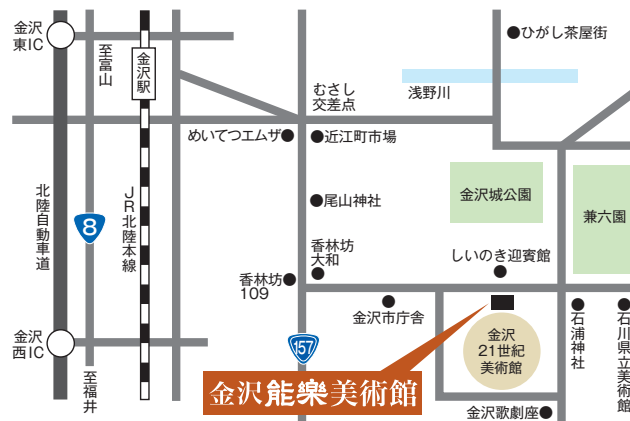 金沢
東IC
至富山
金沢駅
ひがし茶屋街
浅野川
むさし
交差点
めいてつエムザ
近江町市場
北陸自動車道
8
JR北陸本線
尾山神社
金沢城公園
兼六園
香林坊
大和
しいのき迎賓館
香林坊
109
金沢市庁舎
金沢
西IC
157
金沢
21世紀
美術館
石浦神社
石川県立美術館
至福井
金沢能樂美術館
金沢歌劇座